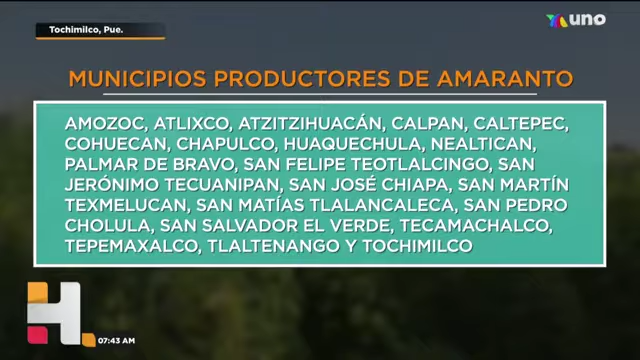 Tochimilco, Pue.
uno
MUNICIPIOS PRODUCTORES DE AMARANTO
AMOZOC, ATLIXCO, ATZITZIHUACÁN, CALPAN, CALTEPEC,
COHUECAN, CHAPULCO, HUAQUECHULA, NEALTICAN,
PALMAR DE BRAVO, SAN FELIPE TEOTLALCINGO, SAN
JERÓNIMO TECUANIPAN, SAN JOSÉ CHIAPA, SAN MARTÍN
TEXMELUCAN, SAN MATÍAS TLALANCALECA, SAN PEDRO
CHOLULA, SAN SALVADOR EL VERDE, TECAMACHALCO,
TEPEMAXALCO, TLALTENANGO Y TOCHIMILCO
H
07:43 AM